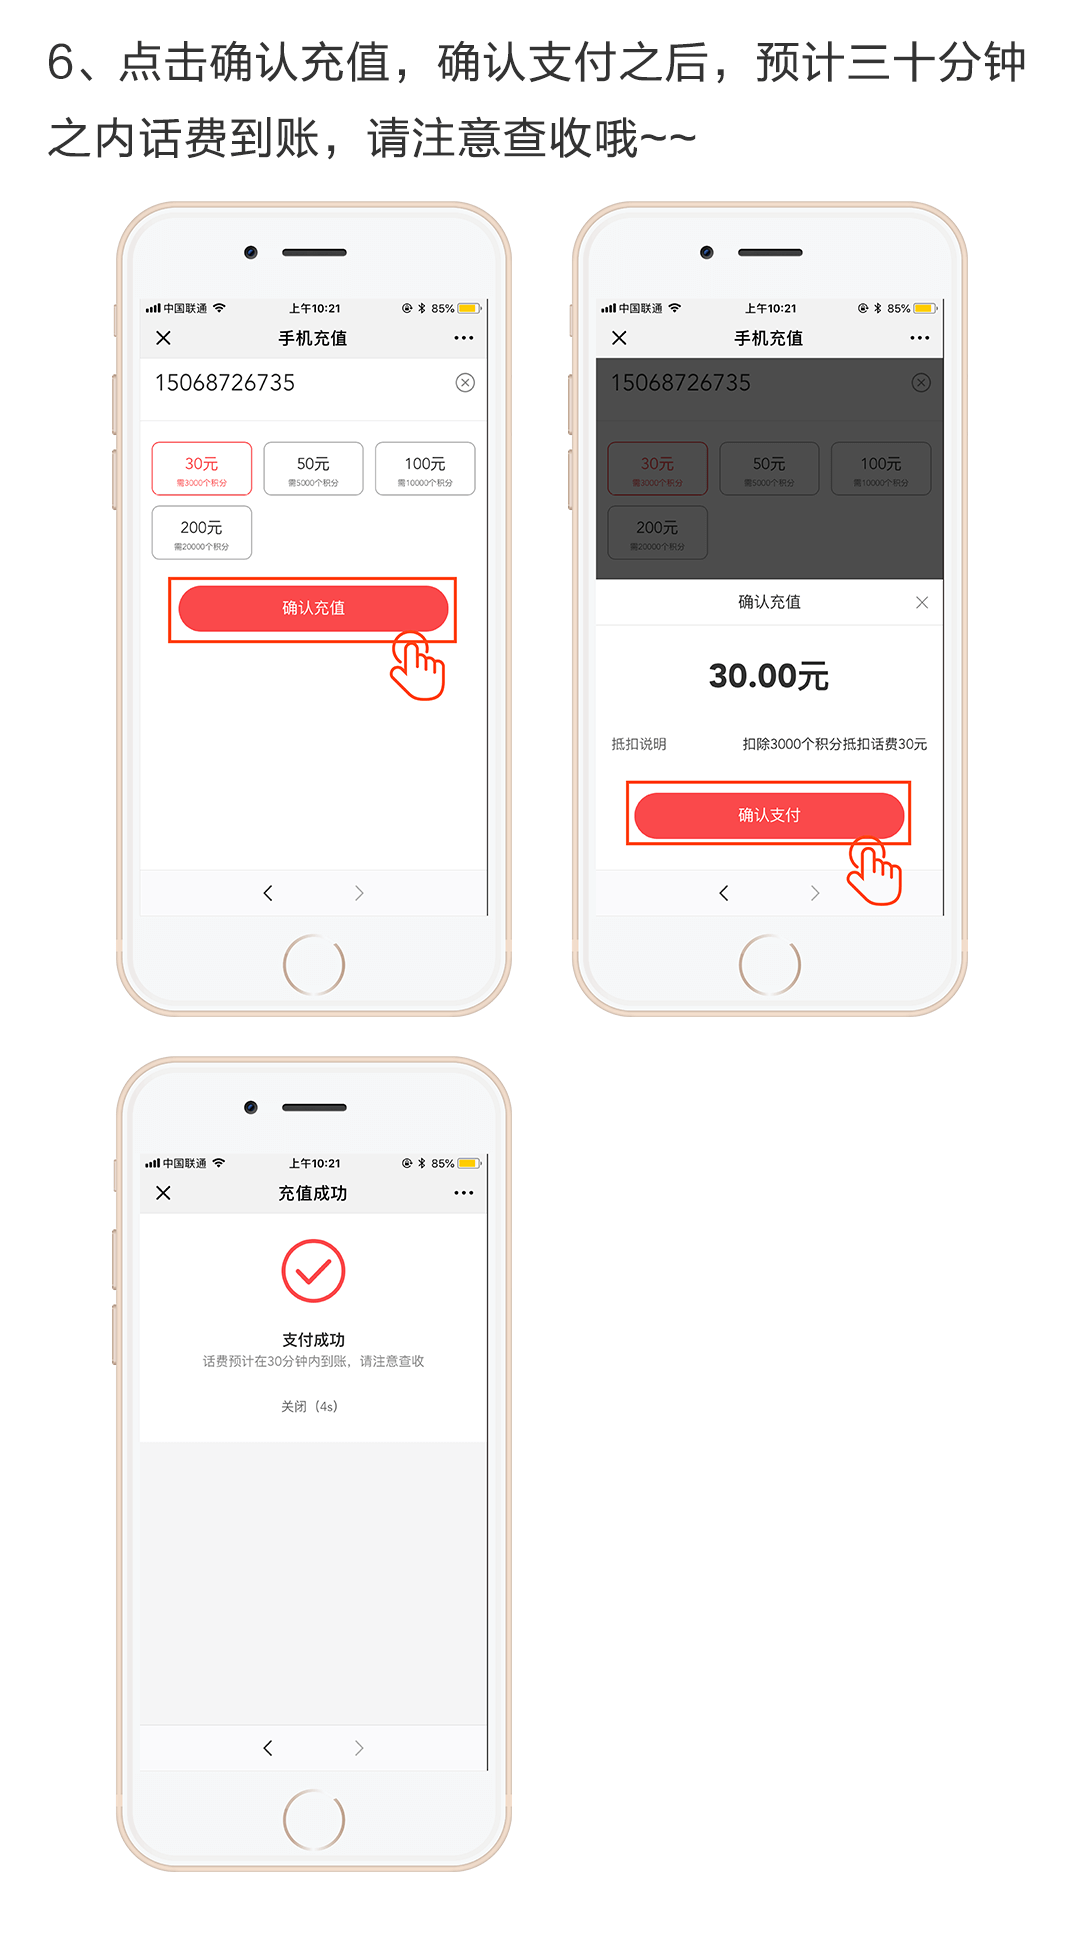 6、点击确认充值，确认支付之后，预计三十分钟
之内话费到账，请注意查收哦~~
中国联通 上午10:21 85%
手机充值
15068726735
30元 50元 100元
需3000个积分 需5000个积分 需10000个积分
200元
需20000个积分
确认充值
中国联通 上午10:21 85%
手机充值
15068726735
30元 50元 100元
需3000个积分 需5000个积分 需10000个积分
200元
需20000个积分
确认充值
30.00元
抵扣说明 扣除3000个积分抵扣话费30元
确认支付
中国联通 上午10:21 85%
充值成功
支付成功
话费预计在30分钟内到账，请注意查收
关闭（4s）